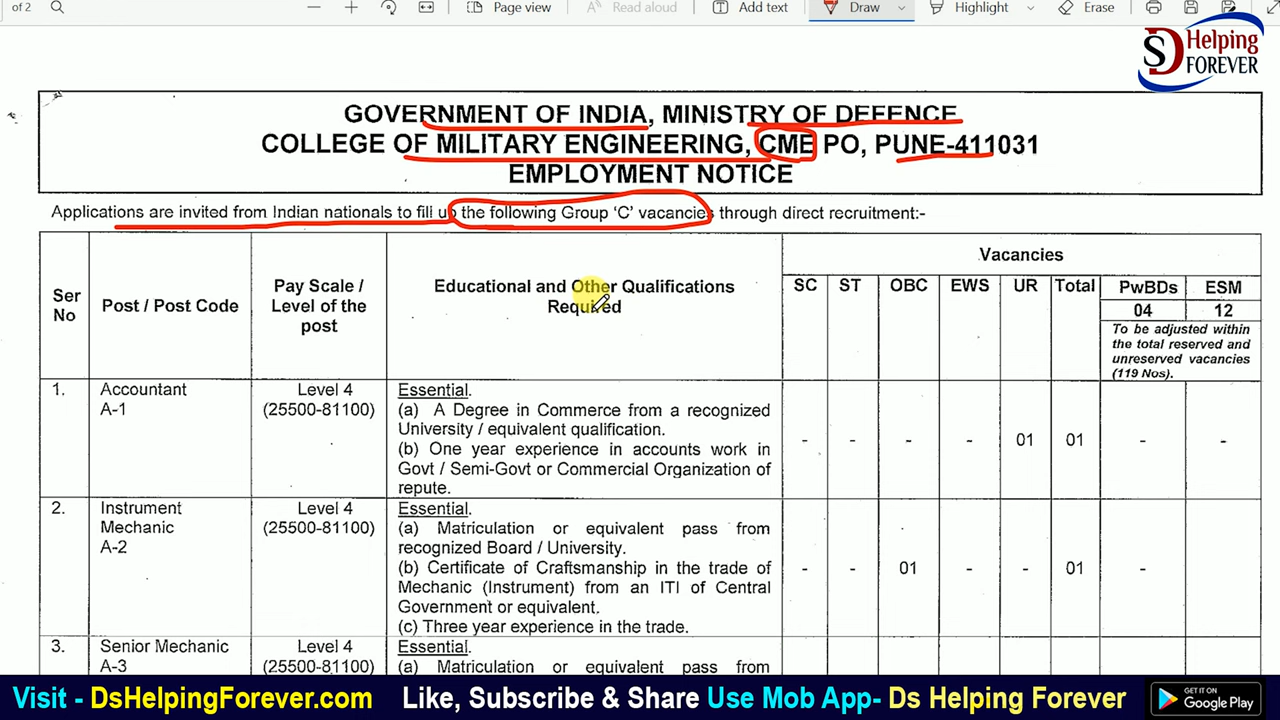 of 2
Page view
Read aloud
Add text
Draw
Highlight
Erase
SD Helping
FOREVER
GOVERNMENT OF INDIA, MINISTRY OF DEFENCE
COLLEGE OF MILITARY ENGINEERING, CME PO, PUNE-411031
EMPLOYMENT NOTICE
Applications are invited from Indian nationals to fill up the following Group ‘C’ vacancies through direct recruitment:-
Ser No
Post / Post Code
Pay Scale / Level of the post
Educational and Other Qualifications Required
Vacancies
SC ST OBC EWS UR Total PwBDs ESM
04 12
To be adjusted within
the total reserved and
unreserved vacancies
(119 Nos).
1. Accountant
A-1
Level 4
(25500-81100)
Essential.
(a) A Degree in Commerce from a recognized
University / equivalent qualification.
(b) One year experience in accounts work in
Govt / Semi-Govt or Commercial Organization of
repute.
- - - - 01 01 - -
2. Instrument
Mechanic
A-2
Level 4
(25500-81100)
Essential.
(a) Matriculation or equivalent pass from
recognized Board / University.
(b) Certificate of Craftsmanship in the trade of
Mechanic (Instrument) from an ITI of Central
Government or equivalent.
(c) Three year experience in the trade.
- - 01 - - 01 -
3. Senior Mechanic
A-3
Level 4
(25500-81100)
Essential.
(a) Matriculation or equivalent pass from
Visit - DsHelpingForever.com Like, Subscribe & Share Use Mob App- Ds Helping Forever
GET IT ON
Google Play